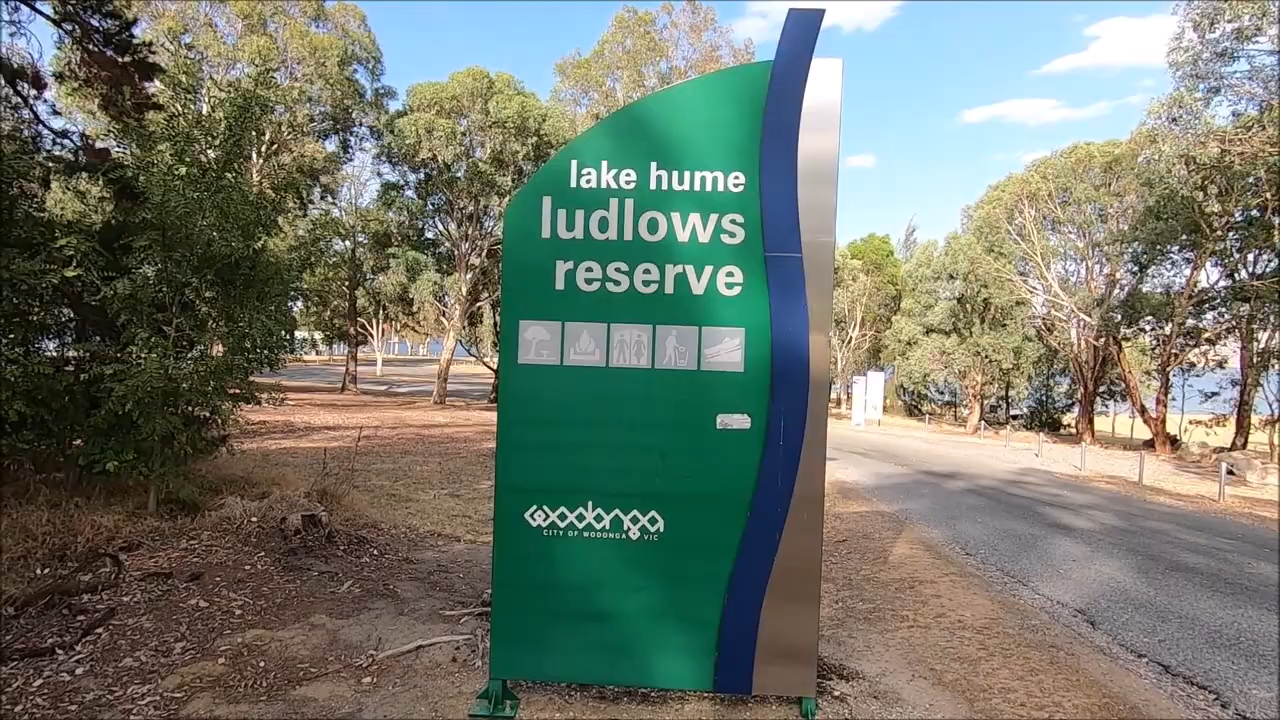 lake hume
ludlows
reserve
wodonga
CITY OF WODONGA VIC